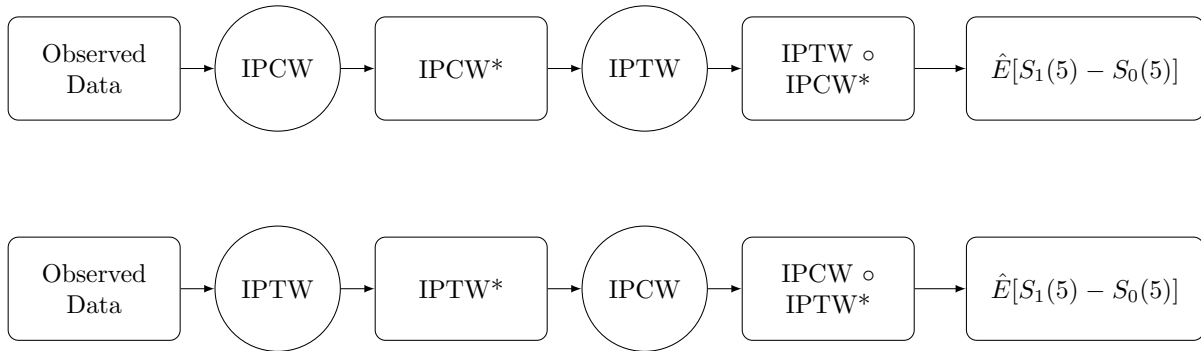 Observed
Data
IPCW
IPCW*
IPTW
IPTW ∘
IPCW*
Ê[S₁(5) − S₀(5)]
Observed
Data
IPTW
IPTW*
IPCW
IPCW ∘
IPTW*
Ê[S₁(5) − S₀(5)]